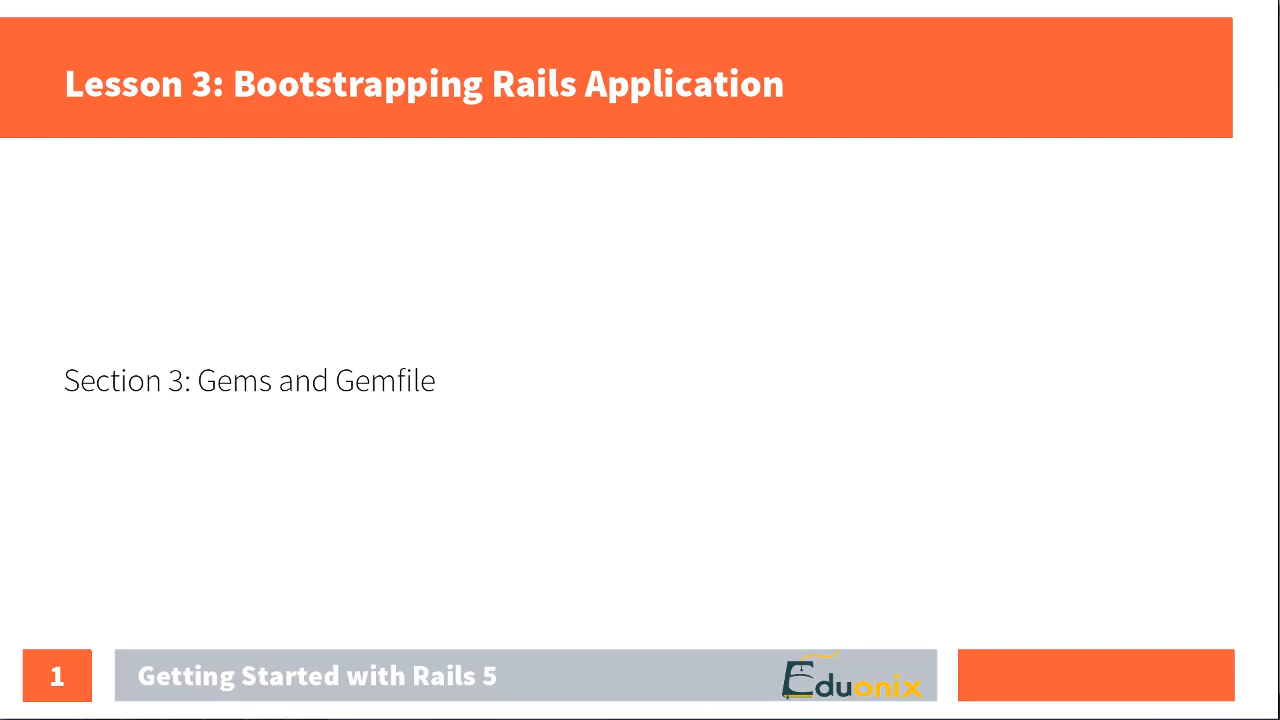 Lesson 3: Bootstrapping Rails Application
Section 3: Gems and Gemfile
1
Getting Started with Rails 5
Eduonix